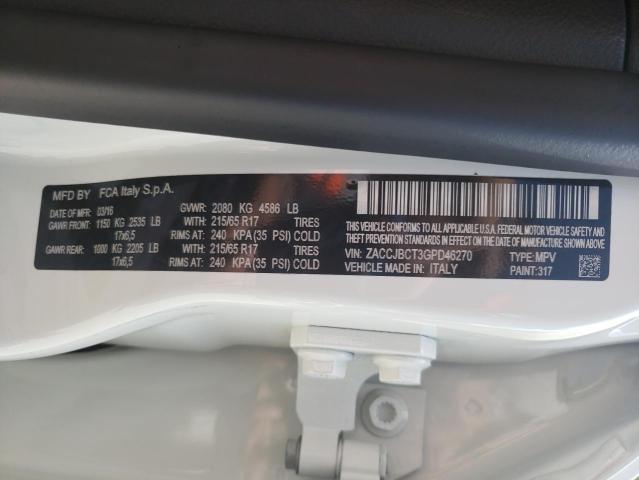 MFD BY FCA Italy S.p.A.
DATE OF MFR: 03/16 GVWR: 2080 KG 4586 LB
GAWR FRONT: 1150 KG 2535 LB 215/65 R17 TIRES
17x6,5 RIMS AT: 240 KPA (35 PSI) COLD
GAWR REAR: 1000 KG 2205 LB 215/65 R17 TIRES
17x6,5 RIMS AT: 240 KPA (35 PSI) COLD
THIS VEHICLE CONFORMS TO ALL APPLICABLE U.S.A. FEDERAL MOTOR VEHICLE SAFETY AND
THEFT PREVENTION STANDARDS IN EFFECT ON THE DATE OF MANUFACTURE SHOWN ABOVE.
VIN: ZACCJBCT3GPD46270 TYPE: MPV
VEHICLE MADE IN: ITALY PAINT: 317